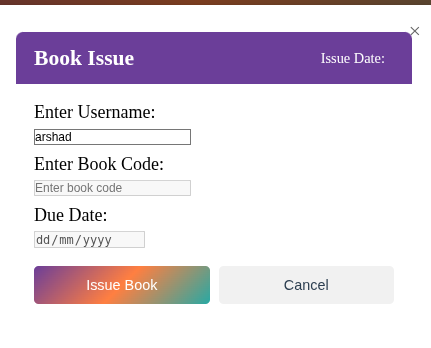 Book Issue
Issue Date:
Enter Username:
arshad
Enter Book Code:
Enter book code
Due Date:
dd/mm/yyyy
Issue Book
Cancel